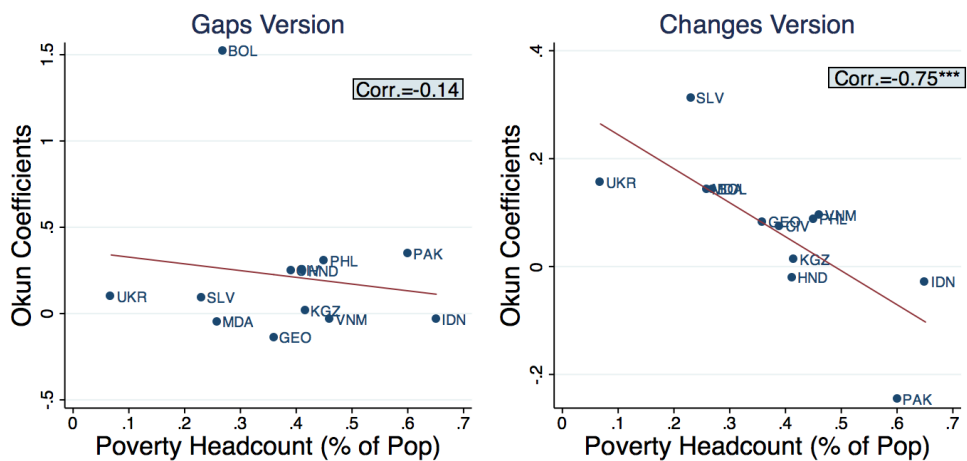 Gaps Version
Changes Version
Okun Coefficients
1.5
1
.5
0
-.5
BOL
Corr.=-0.14
UKR
SLV
MDA
GEO
HND
PHL
KGZ
VNM
PAK
IDN
0 .1 .2 .3 .4 .5 .6 .7
Poverty Headcount (% of Pop)
Okun Coefficients
.4
.2
0
-.2
Corr.=-0.75***
SLV
UKR
MDA
BOL
GEO
CIV
PHL
VNM
KGZ
HND
IDN
PAK
0 .1 .2 .3 .4 .5 .6 .7
Poverty Headcount (% of Pop)